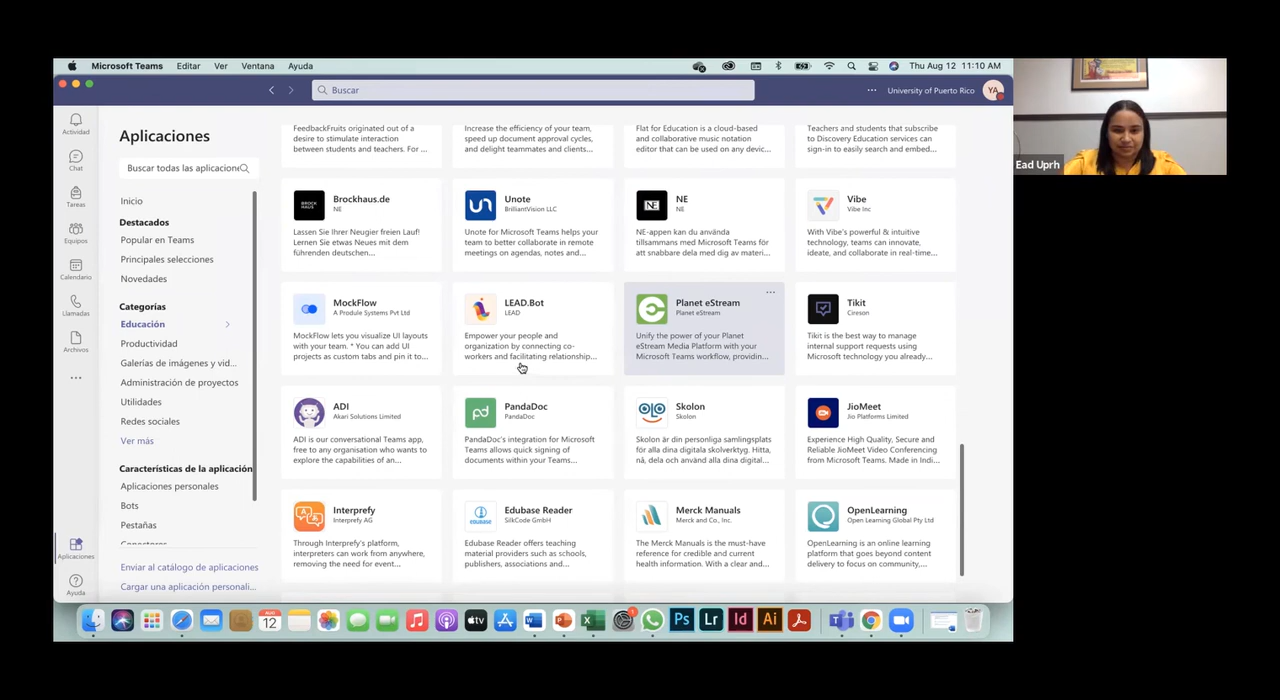 Microsoft Teams Editar Ver Ventana Ayuda
Thu Aug 12 11:10 AM
Buscar
University of Puerto Rico
YA
Actividad
Chat
Tareas
Equipos
Calendario
Llamadas
Archivos
Aplicaciones
Ayuda
Aplicaciones
Buscar todas las aplicacione
Inicio
Destacados
Popular en Teams
Principales selecciones
Novedades
Categorías
Educación
Productividad
Galerías de imágenes y vid...
Administración de proyectos
Utilidades
Redes sociales
Ver más
Características de la aplicación
Aplicaciones personales
Bots
Pestañas
Conectores
Enviar al catálogo de aplicaciones
Cargar una aplicación personali...
FeedbackFruits originated out of a
desire to stimulate interaction
between students and teachers. For ...
Increase the efficiency of your team,
speed up document approval cycles,
and delight teammates and clients...
Flat for Education is a cloud-based
and collaborative music notation
editor that can be used on any devic...
Teachers and students that subscribe
to Discovery Education services can
sign-in to easily search and embed...
BROCK
HAUS
Brockhaus.de
NE
Lassen Sie Ihrer Neugier freien Lauf!
Lernen Sie etwas Neues mit dem
führenden deutschen...
Unote
BrilliantVision LLC
Unote for Microsoft Teams helps your
team to better collaborate in remote
meetings on agendas, notes and...
NE
NE
NE
NE-appen kan du använda
tillsammans med Microsoft Teams för
att snabbare dela med dig av materi...
Vibe
Vibe Inc
With Vibe's powerful & intuitive
technology, teams can innovate,
ideate, and collaborate in real-time...
MockFlow
A Produle Systems Pvt Ltd
MockFlow lets you visualize UI layouts
with your team. * You can add UI
projects as custom tabs and pin it to...
LEAD.Bot
LEAD
Empower your people and
organization by connecting co-
workers and facilitating relationship...
Planet eStream
Planet eStream
Unify the power of your Planet
eStream Media Platform with your
Microsoft Teams workflow, providin...
Tikit
Cireson
Tikit is the best way to manage
internal support requests using
Microsoft technology you already...
ADI
Akari Solutions Limited
ADI is our conversational Teams app,
free to any organisation who wants to
explore the capabilities of an...
pd
PandaDoc
PandaDoc
PandaDoc's integration for Microsoft
Teams allows quick signing of
documents within your Teams...
Skolon
Skolon
Skolon är din personliga samlingsplats
för alla dina digitala skolverktyg. Hitta,
nå, dela och använd alla dina digital...
JioMeet
Jio Platforms Limited
Experience High Quality, Secure and
Reliable JioMeet Video Conferencing
from Microsoft Teams. Made in Indi...
Interprefy
Interprefy AG
Through Interprefy's platform,
interpreters can work from anywhere,
removing the need for event...
EDUBASE
Edubase Reader
SilkCode GmbH
Edubase Reader offers teaching
material providers such as schools,
publishers, associations and...
Merck Manuals
Merck and Co., Inc.
The Merck Manuals is the must-have
reference for credible and current
health information. With a clear and...
OpenLearning
Open Learning Global Pty Ltd
OpenLearning is an online learning
platform that goes beyond content
delivery to focus on community,...
AUG
12
tv
W
P
X
1
Ps
Lr
Id
Ai
Ead Uprh